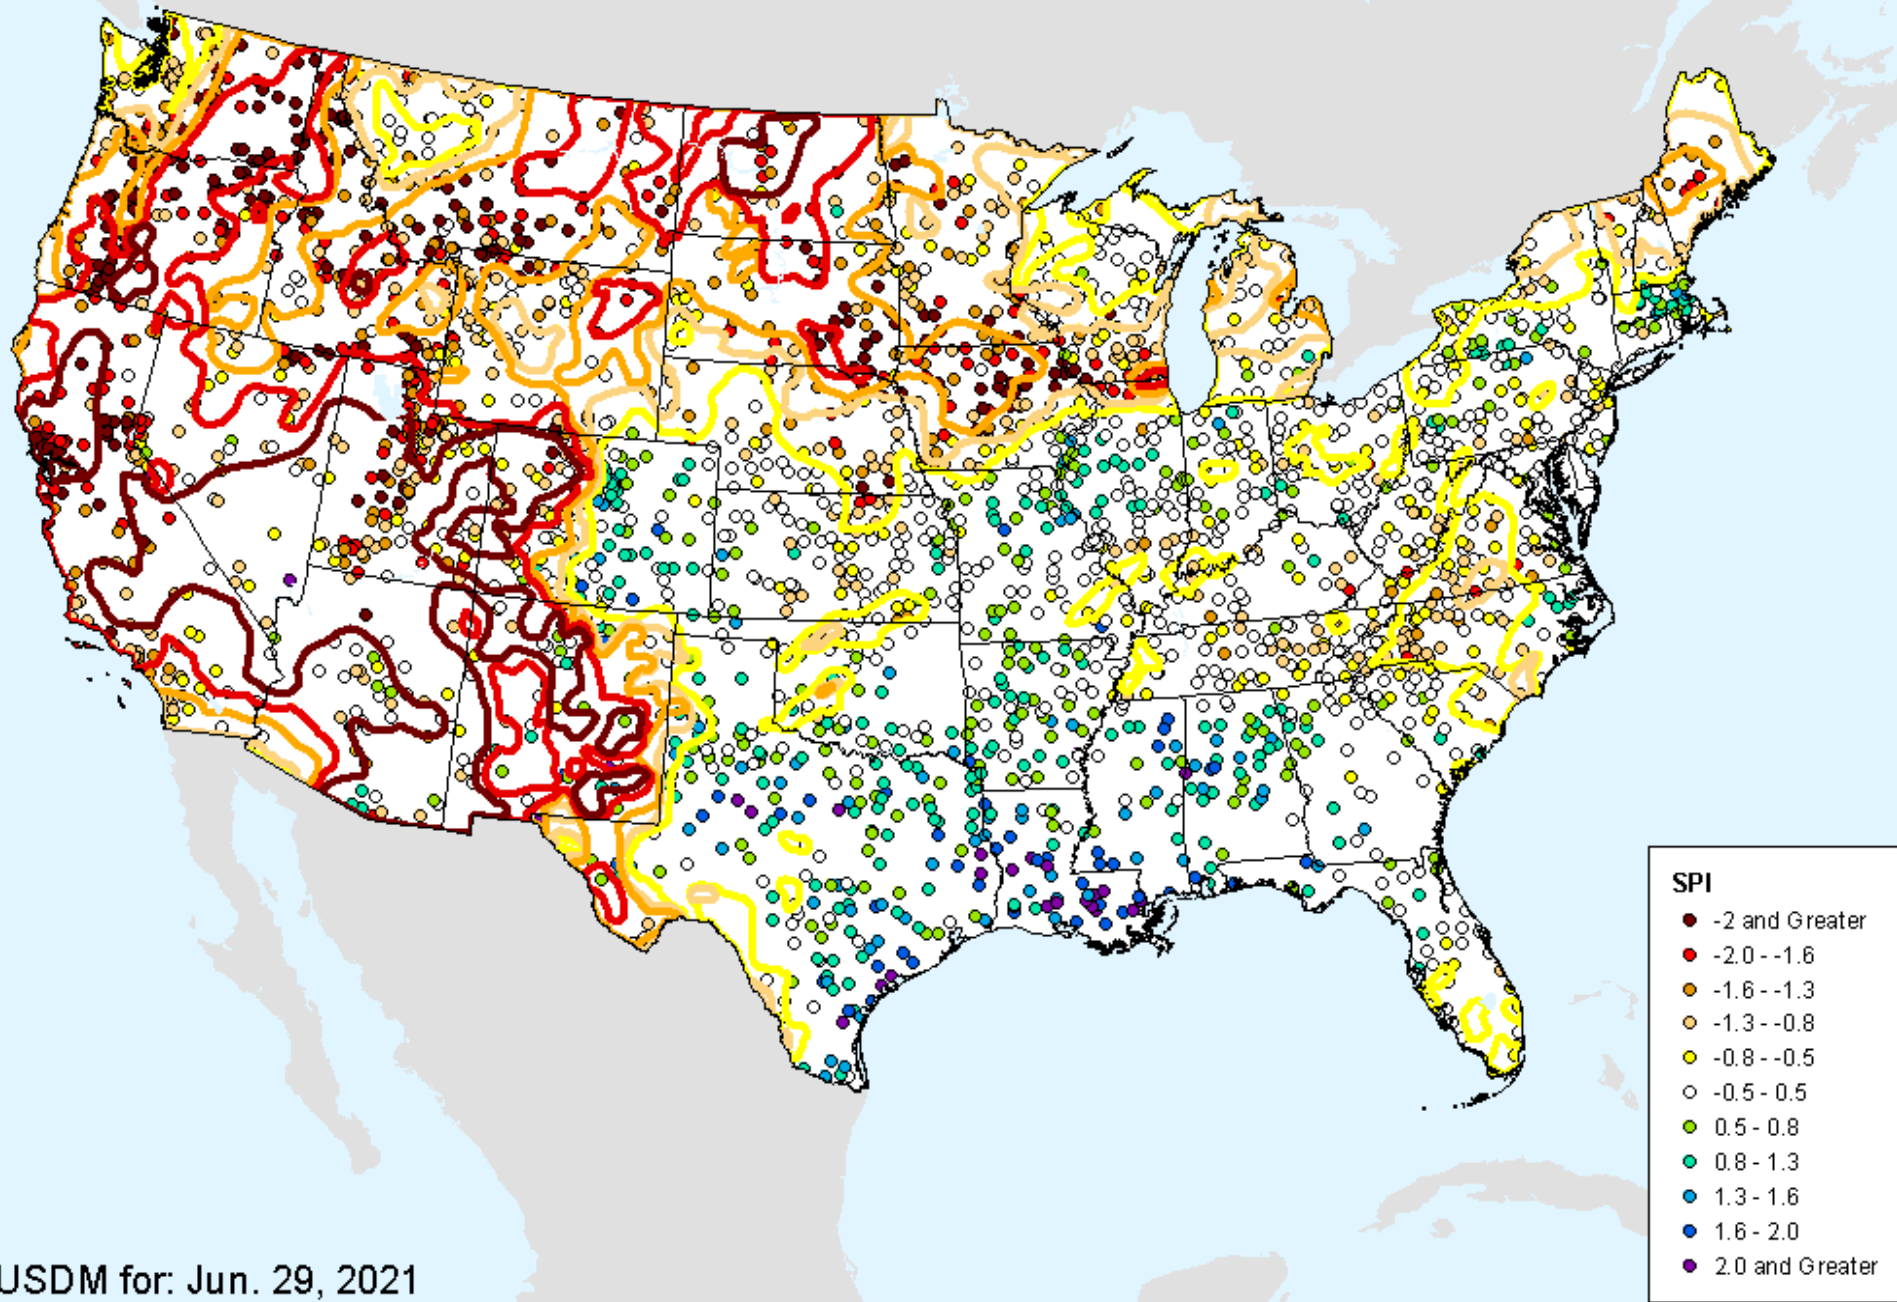 SPI
-2 and Greater
-2.0 - -1.6
-1.6 - -1.3
-1.3 - -0.8
-0.8 - -0.5
-0.5 - 0.5
0.5 - 0.8
0.8 - 1.3
1.3 - 1.6
1.6 - 2.0
2.0 and Greater
USDM for: Jun. 29, 2021